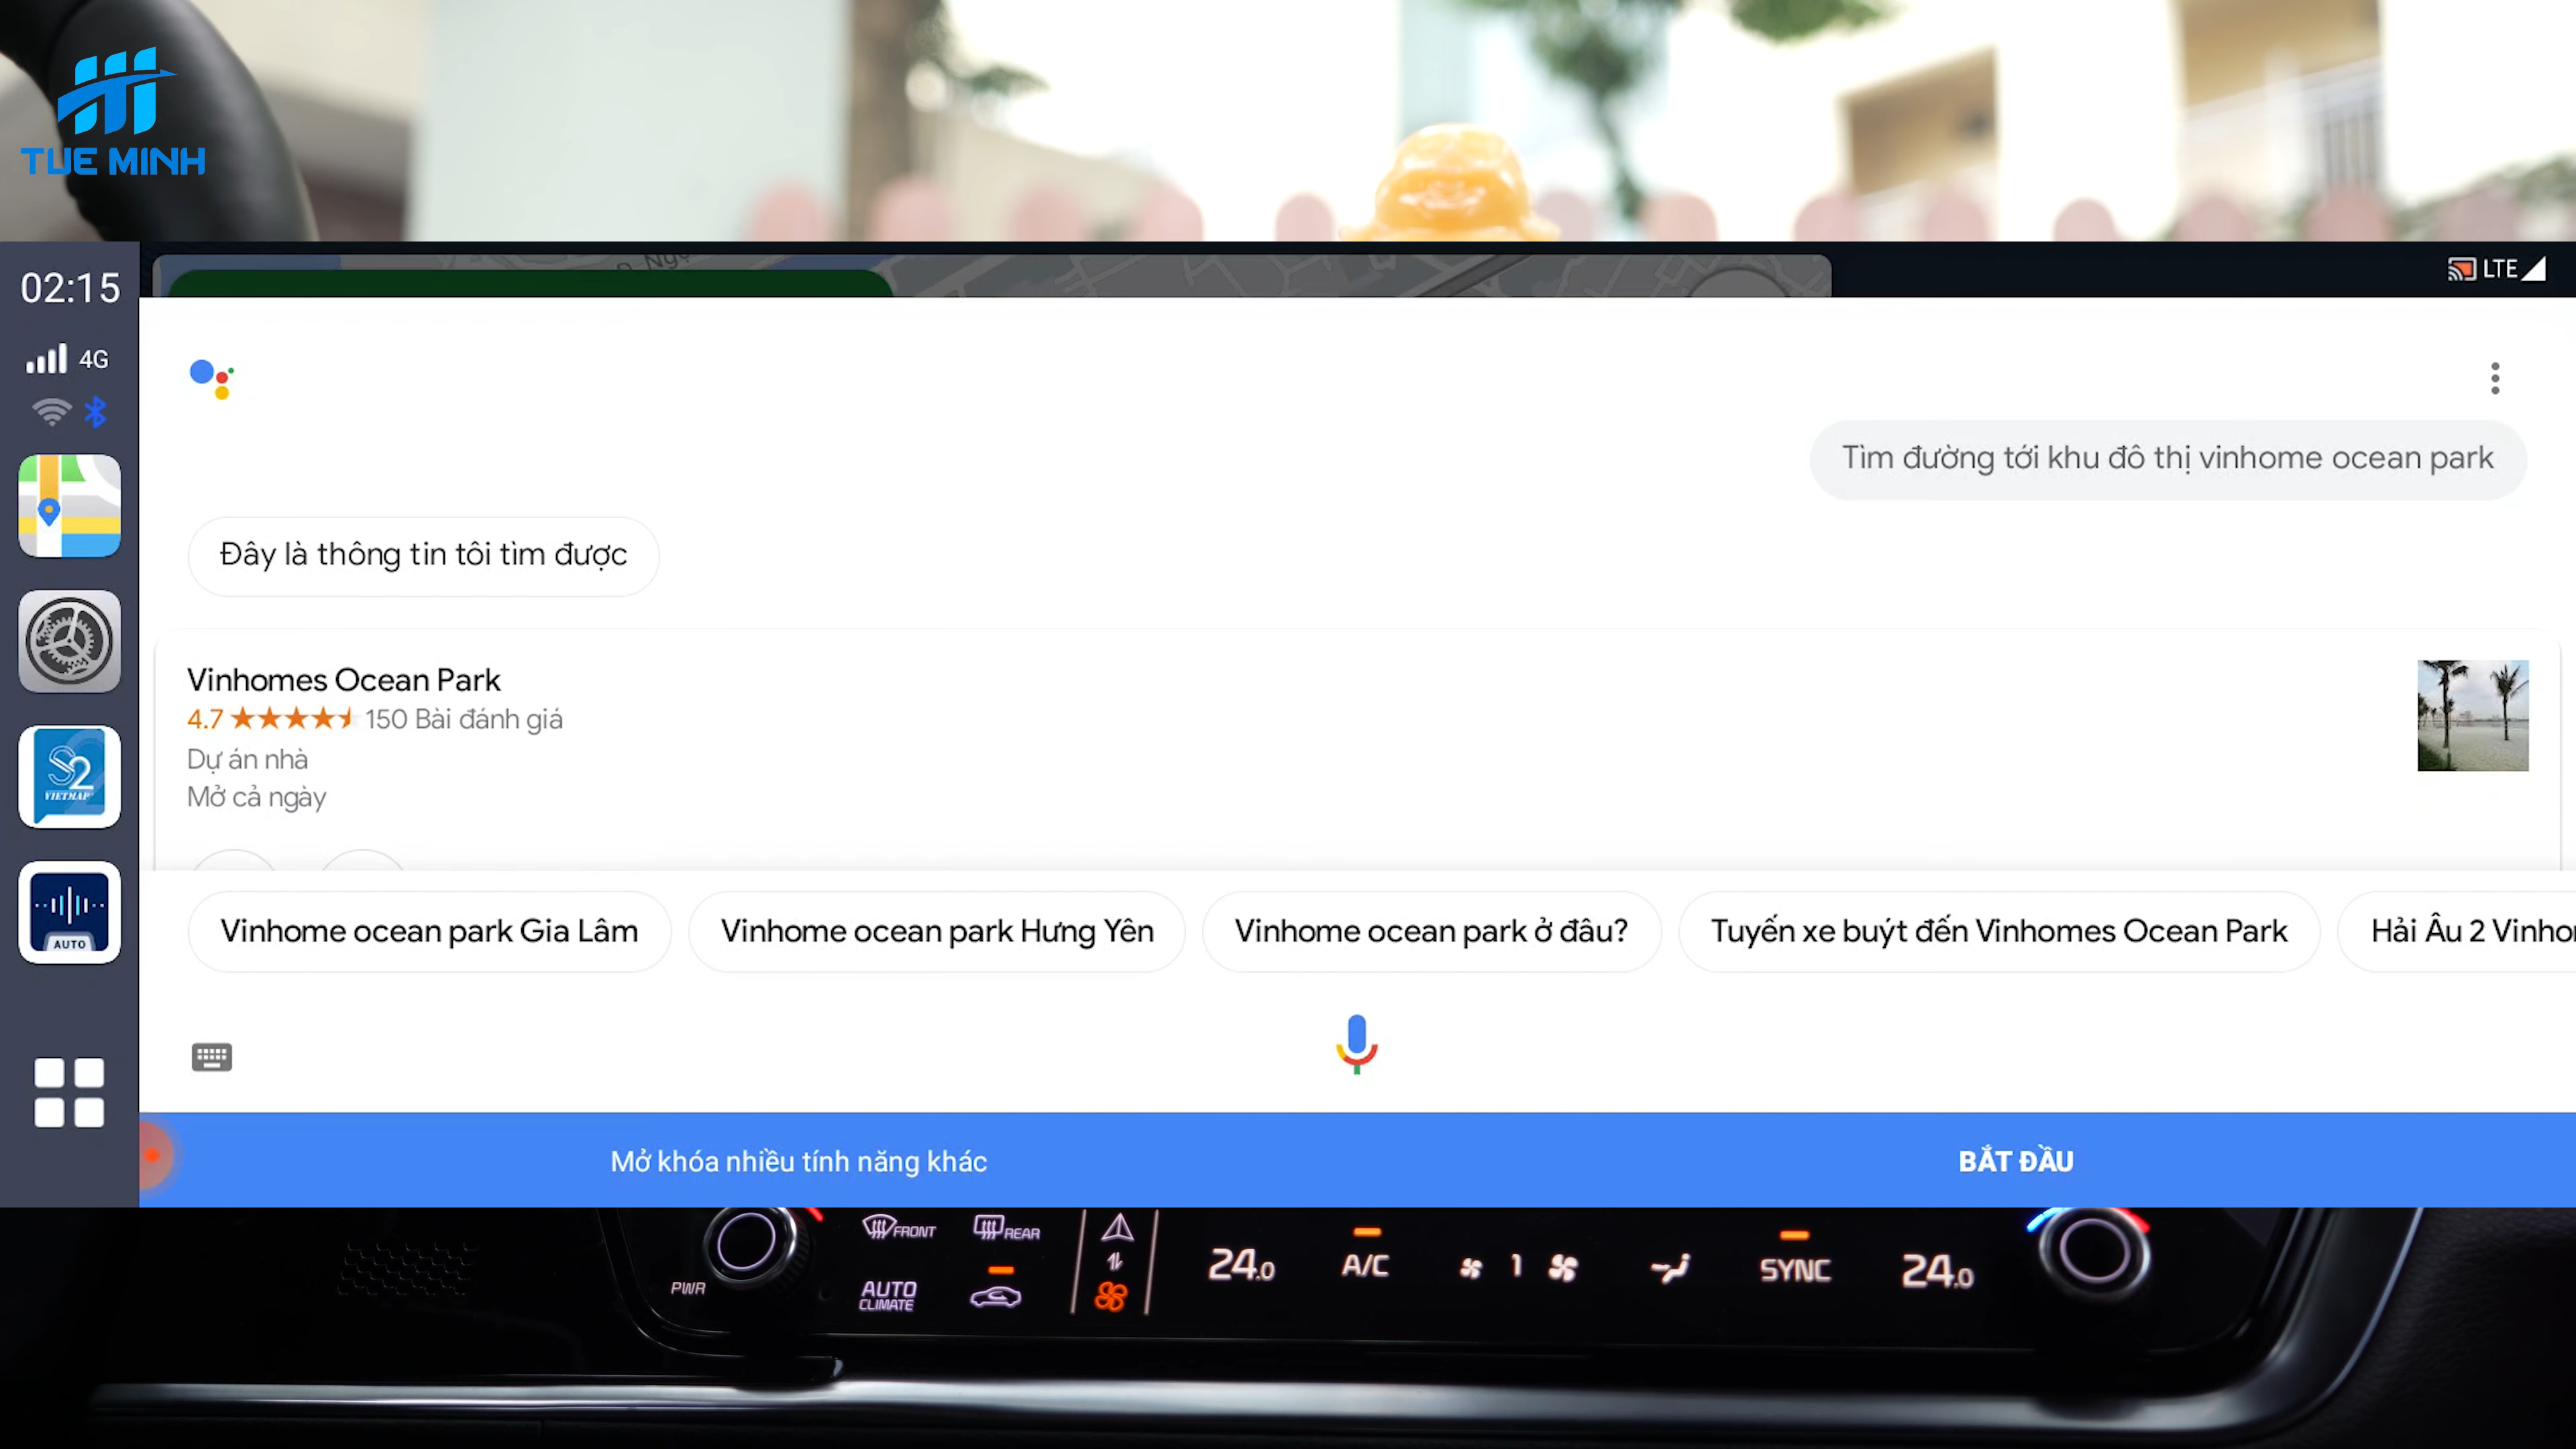 TUE MINH
02:15
LTE
4G
Tìm đường tới khu đô thị vinhome ocean park
Đây là thông tin tôi tìm được
Vinhomes Ocean Park
4.7 150 Bài đánh giá
Dự án nhà
Mở cả ngày
S2
VIETMAP
AUTO
Vinhome ocean park Gia Lâm
Vinhome ocean park Hưng Yên
Vinhome ocean park ở đâu?
Tuyến xe buýt đến Vinhomes Ocean Park
Hải Âu 2
Mở khóa nhiều tính năng khác
BẮT ĐẦU
FRONT
REAR
PWR
AUTO
CLIMATE
24.0
A/C
1
SYNC
24.0